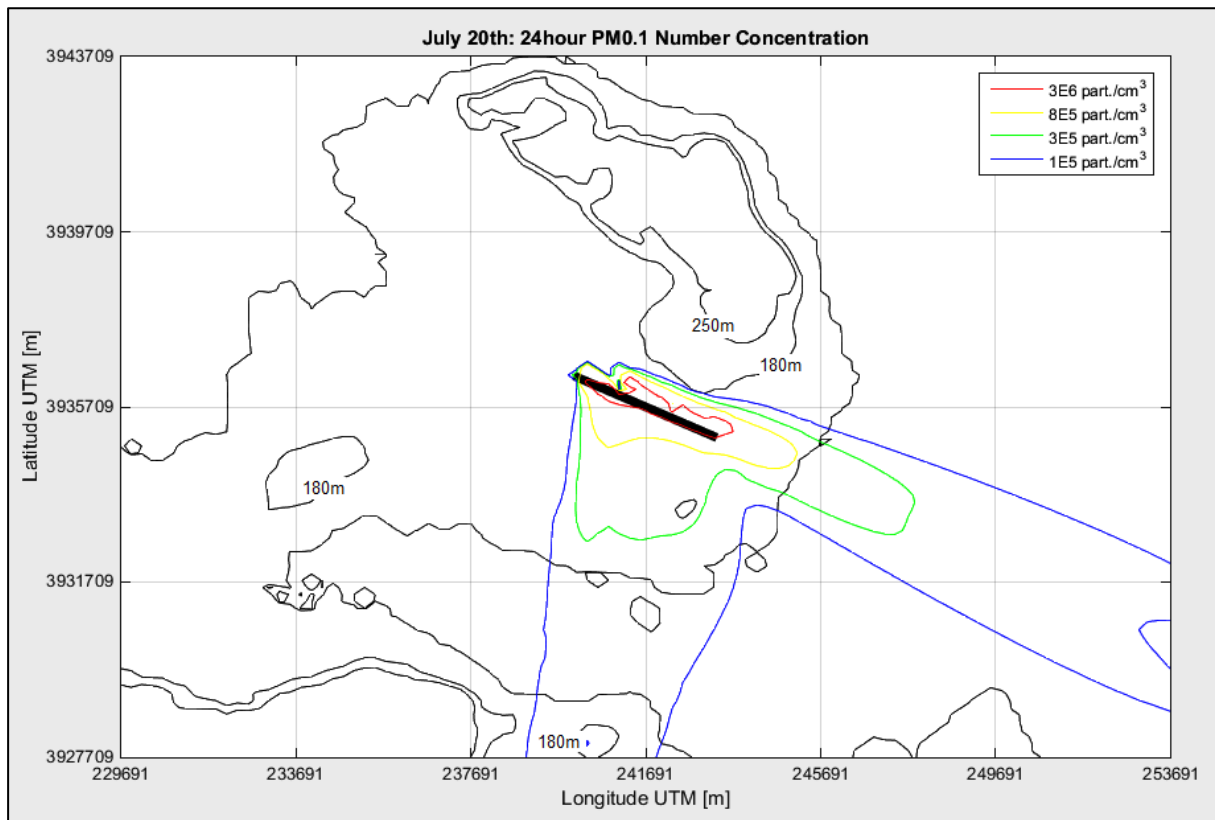 July 20th: 24hour PM0.1 Number Concentration
3E6 part./cm³
8E5 part./cm³
3E5 part./cm³
1E5 part./cm³
3943709
3939709
3935709
3931709
3927709
Latitude UTM [m]
250m
180m
180m
180m
229691
233691
237691
241691
245691
249691
253691
Longitude UTM [m]